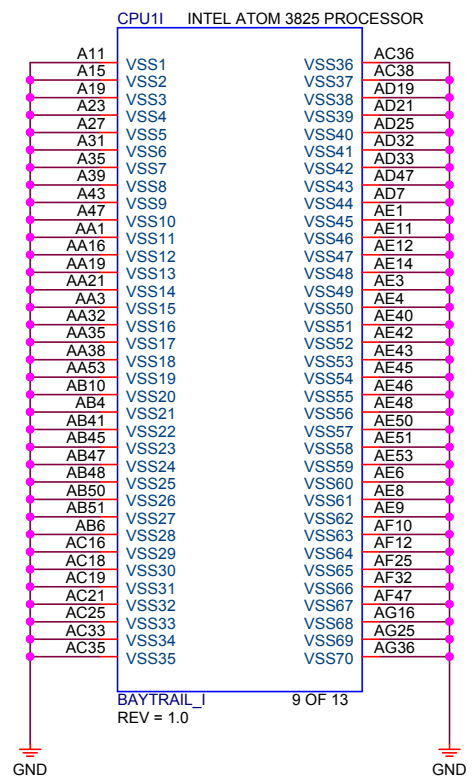 CPU1I INTEL ATOM 3825 PROCESSOR
A11 VSS1 VSS36 AC36
A15 VSS2 VSS37 AC38
A19 VSS3 VSS38 AD19
A23 VSS4 VSS39 AD21
A27 VSS5 VSS40 AD25
A31 VSS6 VSS41 AD32
A35 VSS7 VSS42 AD33
A39 VSS8 VSS43 AD47
A43 VSS9 VSS44 AD7
A47 VSS10 VSS45 AE1
AA1 VSS11 VSS46 AE11
AA16 VSS12 VSS47 AE12
AA19 VSS13 VSS48 AE14
AA21 VSS14 VSS49 AE3
AA3 VSS15 VSS50 AE4
AA32 VSS16 VSS51 AE40
AA35 VSS17 VSS52 AE42
AA38 VSS18 VSS53 AE43
AA53 VSS19 VSS54 AE45
AB10 VSS20 VSS55 AE46
AB4 VSS21 VSS56 AE48
AB41 VSS22 VSS57 AE50
AB45 VSS23 VSS58 AE51
AB47 VSS24 VSS59 AE53
AB48 VSS25 VSS60 AE6
AB50 VSS26 VSS61 AE8
AB51 VSS27 VSS62 AE9
AB6 VSS28 VSS63 AF10
AC16 VSS29 VSS64 AF12
AC18 VSS30 VSS65 AF25
AC19 VSS31 VSS66 AF32
AC21 VSS32 VSS67 AF47
AC25 VSS33 VSS68 AG16
AC33 VSS34 VSS69 AG25
AC35 VSS35 VSS70 AG36
BAYTRAIL_I 9 OF 13
REV = 1.0
GND GND